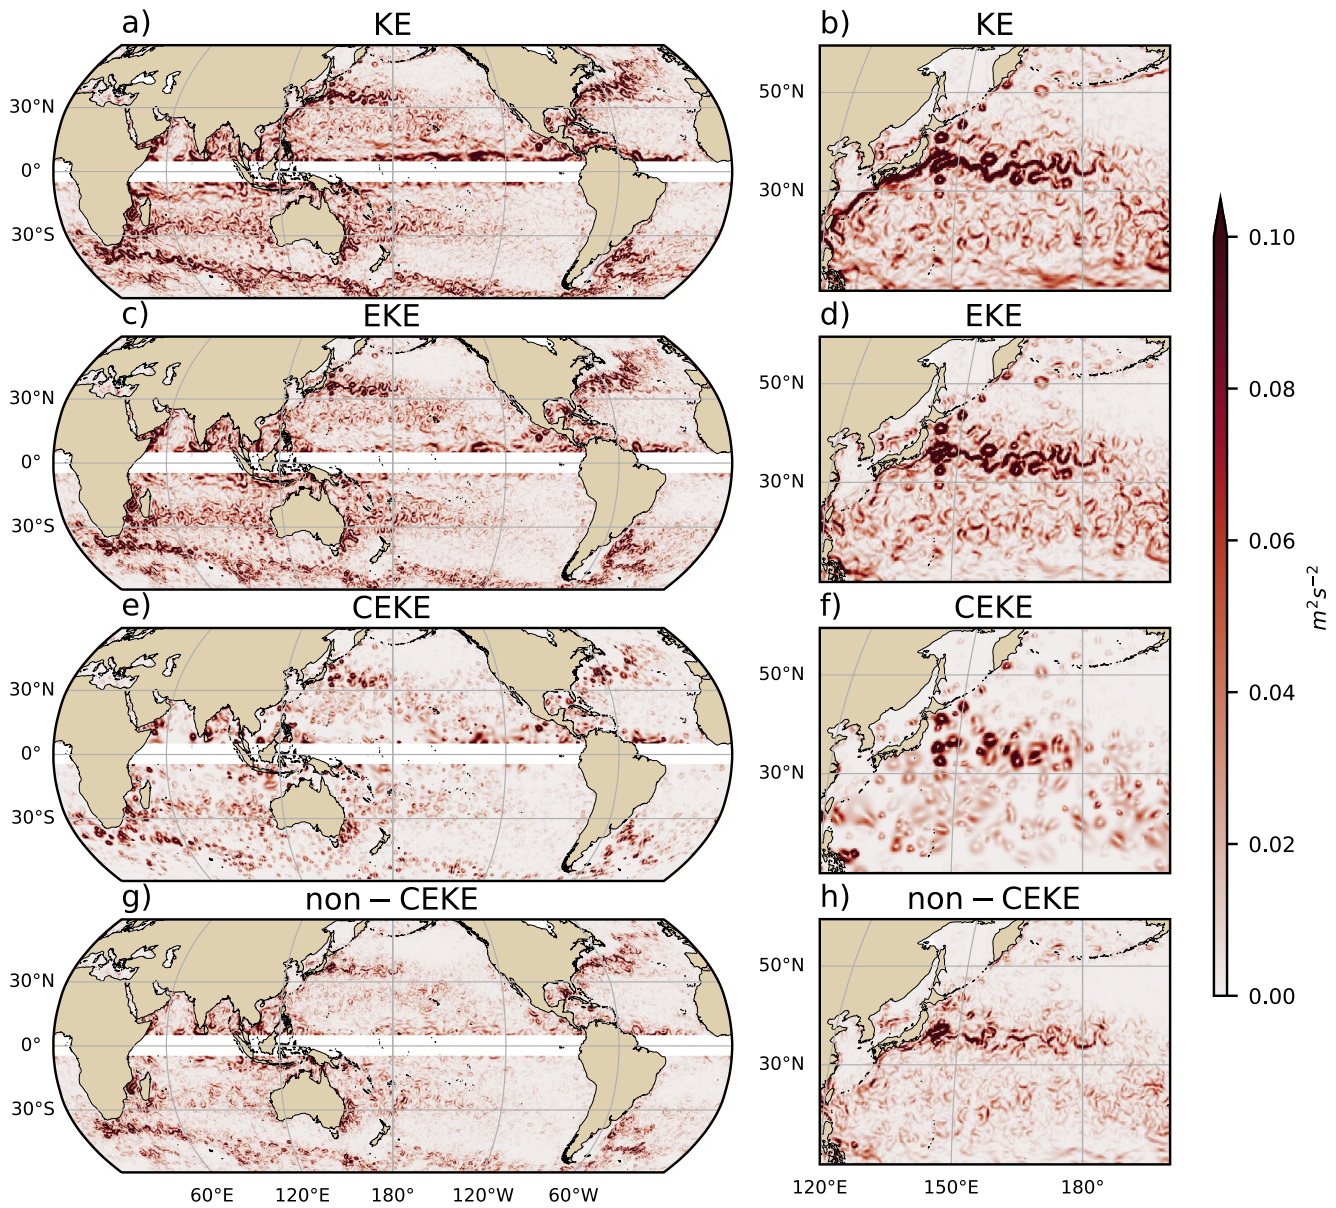 a) KE
b) KE
30°N
0°
30°S
50°N
30°N
c) EKE
d) EKE
30°N
0°
30°S
50°N
30°N
e) CEKE
f) CEKE
30°N
0°
30°S
50°N
30°N
g) non − CEKE
h) non − CEKE
30°N
0°
30°S
50°N
30°N
60°E 120°E 180° 120°W 60°W
120°E 150°E 180°
0.10
0.08
0.06
0.04
0.02
0.00
m²s⁻²